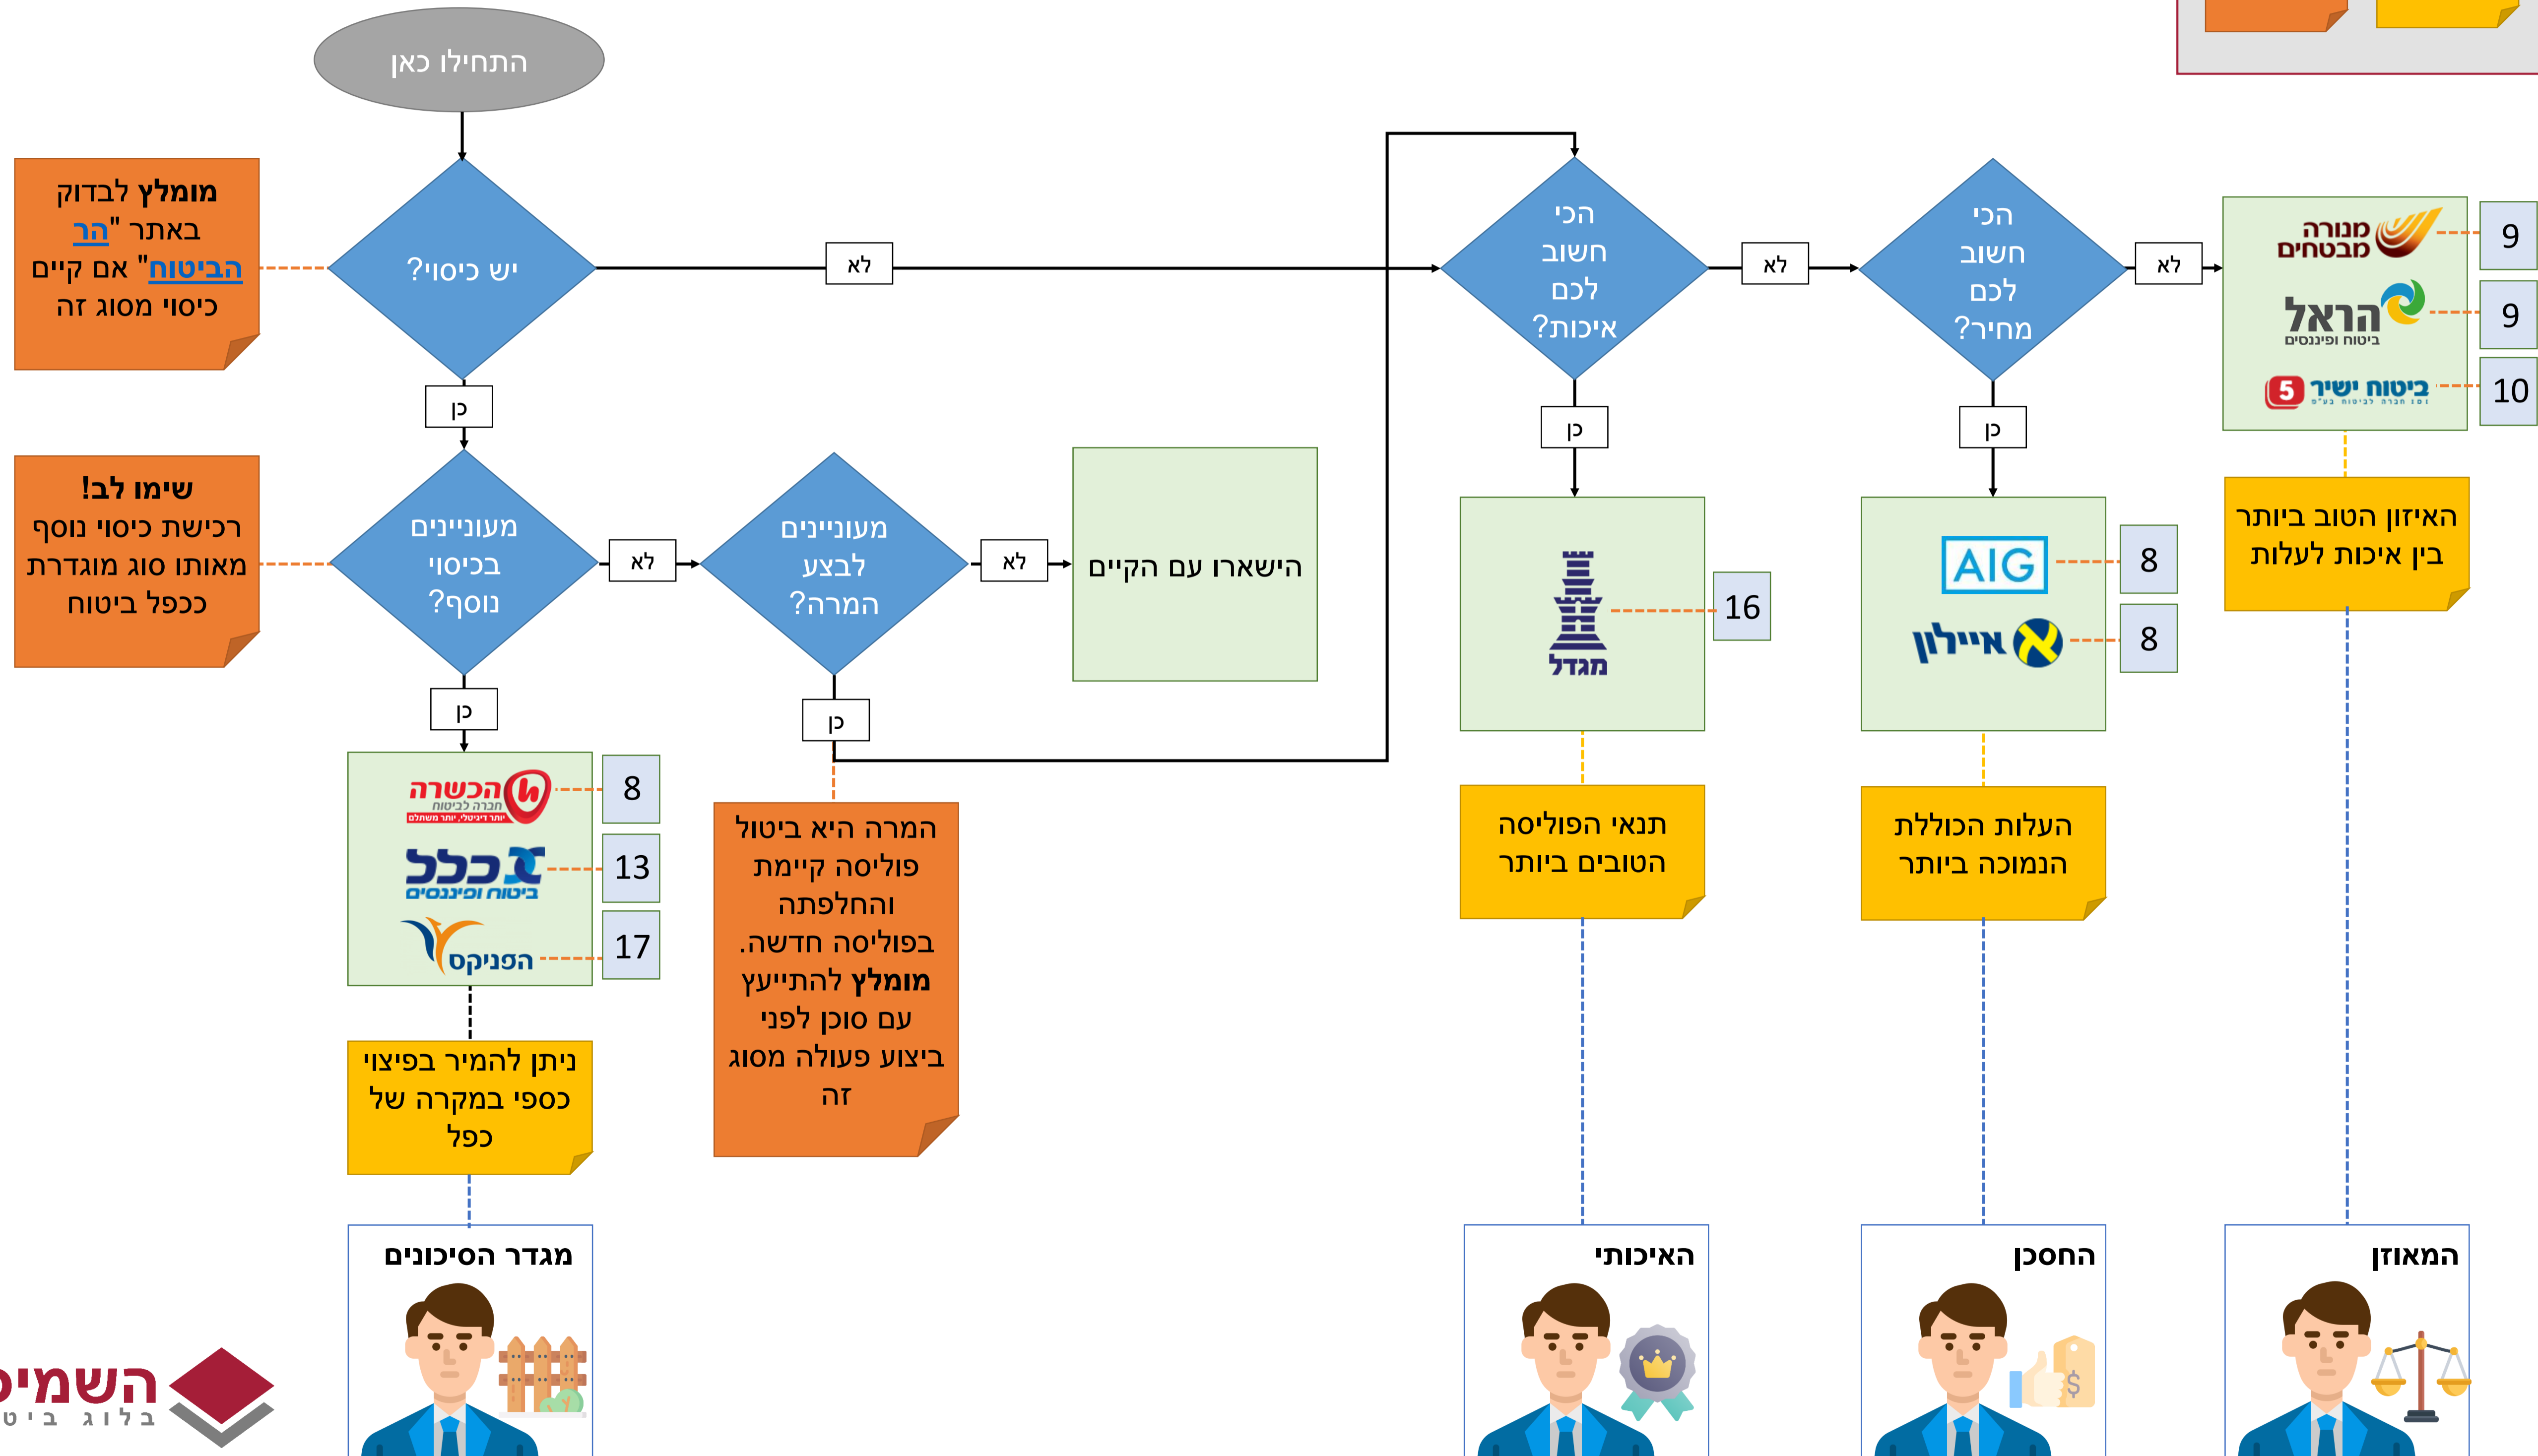 התחילו כאן
מומלץ לבדוק
באתר "הר
הביטוח" אם קיים
כיסוי מסוג זה
יש כיסוי?
לא
הכי
חשוב
לכם
איכות?
לא
הכי
חשוב
לכם
מחיר?
לא
מנורה
מבטחים
9
הראל
ביטוח ופיננסים
9
5 ביטוח ישיר
10
כן
כן
כן
האיזון הטוב ביותר
בין איכות לעלות
שימו לב!
רכישת כיסוי נוסף
מאותו סוג מוגדרת
ככפל ביטוח
מעוניינים
בכיסוי
נוסף?
לא
מעוניינים
לבצע
המרה?
לא
הישארו עם הקיים
מגדל
16
AIG
8
איילון
8
כן
כן
הכשרה
חברה לביטוח
יותר דיגיטלי, יותר משתלם
8
כלל
ביטוח ופיננסים
13
הפניקס
17
המרה היא ביטול
פוליסה קיימת
והחלפתה
בפוליסה חדשה.
מומלץ להתייעץ
עם סוכן לפני
ביצוע פעולה מסוג
זה
תנאי הפוליסה
הטובים ביותר
העלות הכוללת
הנמוכה ביותר
ניתן להמיר בפיצוי
כספי במקרה של
כפל
מגדר הסיכונים
האיכותי
החסכן
המאוזן
בלוג